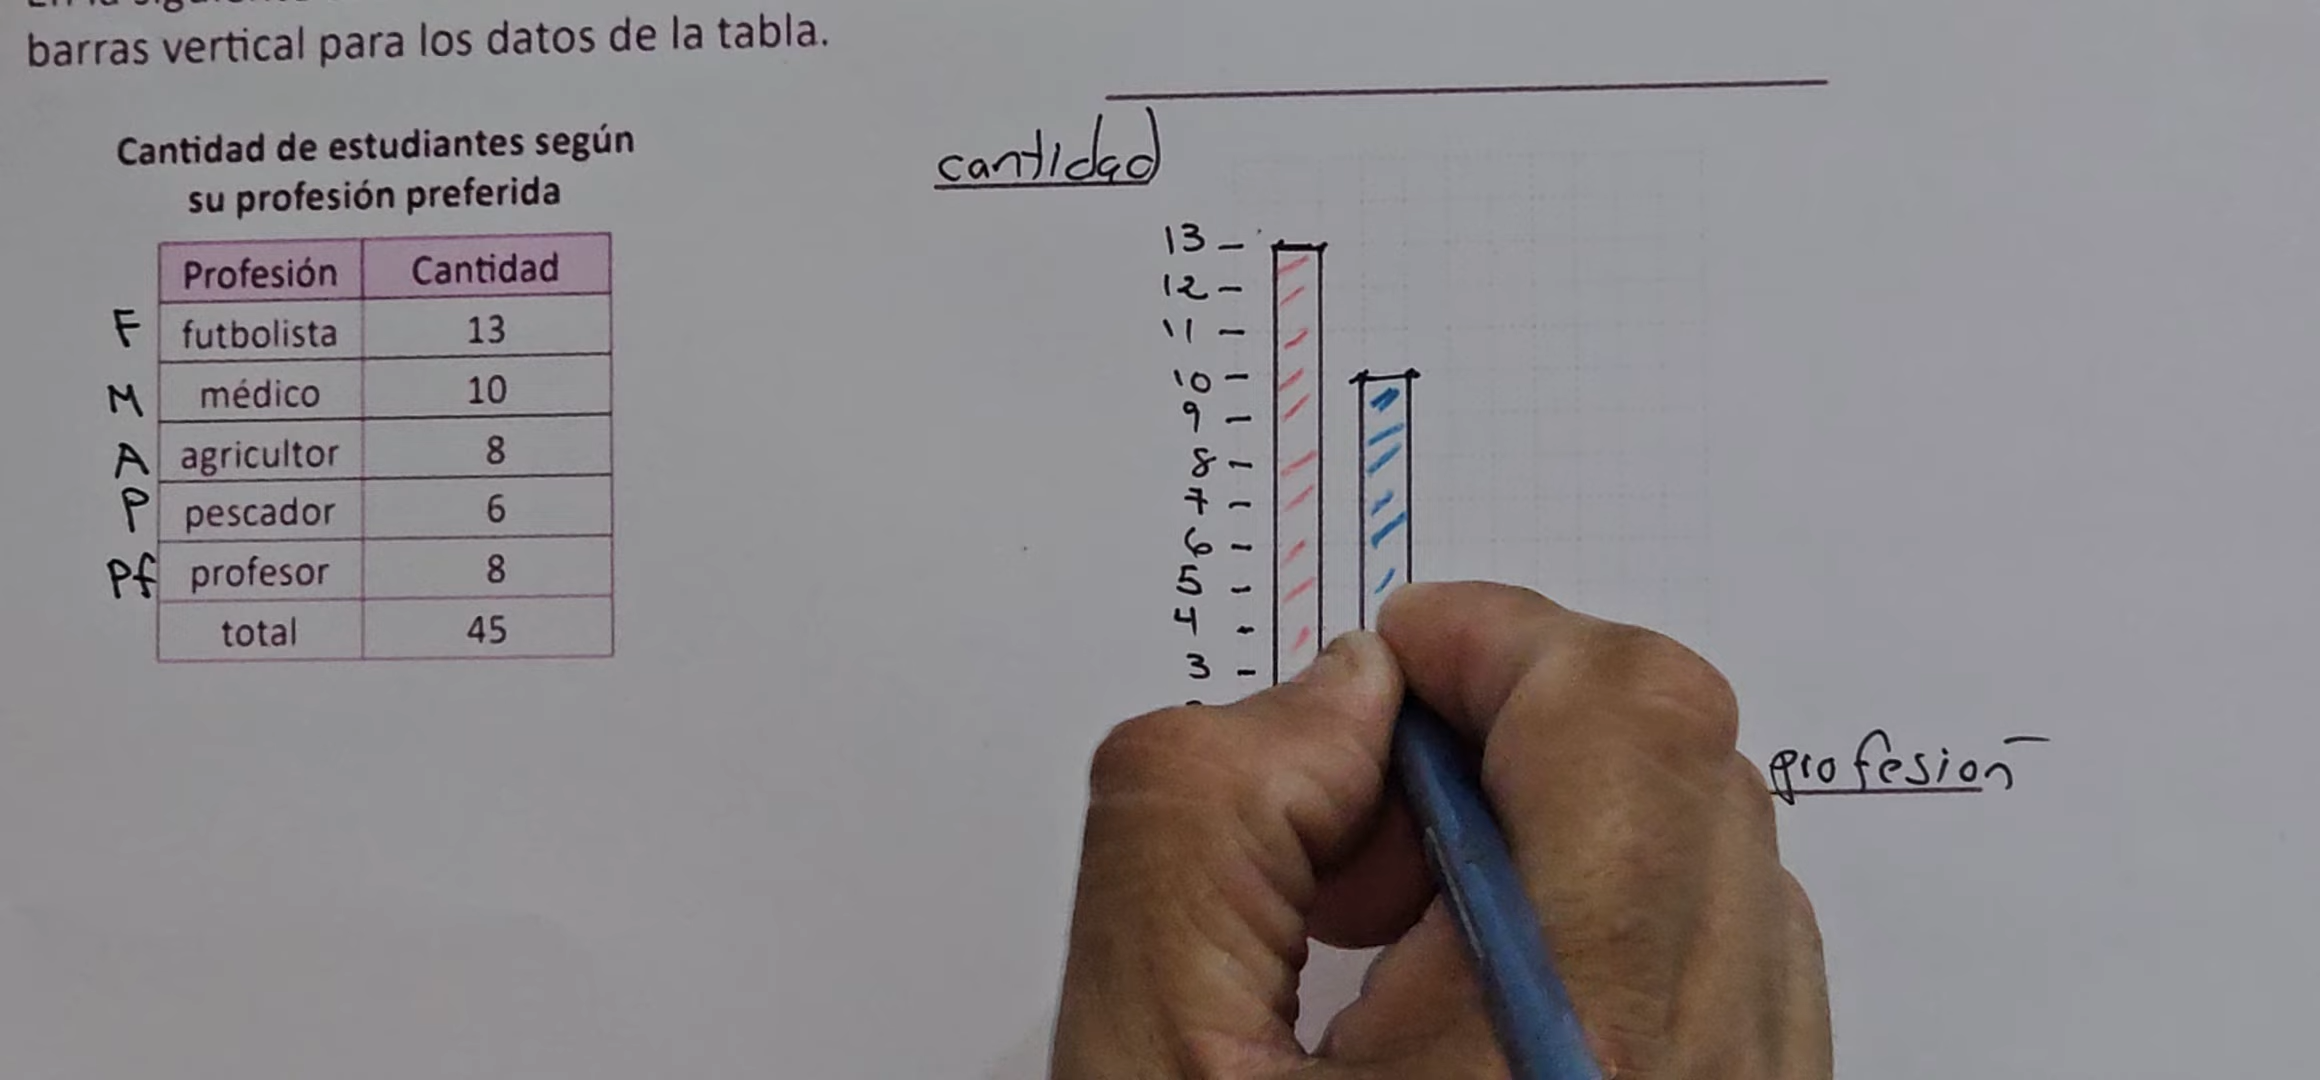 barras vertical para los datos de la tabla.
Cantidad de estudiantes según
su profesión preferida
Profesión Cantidad
F futbolista 13
M médico 10
A agricultor 8
P pescador 6
Pf profesor 8
total 45
cantidad
13
12
11
10
9
8
7
6
5
4
3
profesion